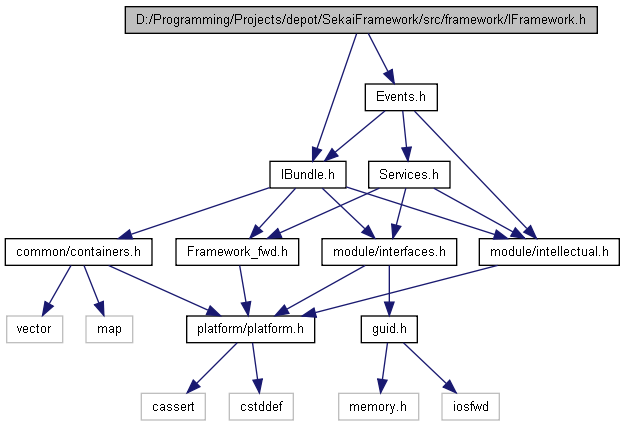 D:/Programming/Projects/depot/SekaiFramework/src/framework/IFramework.h
Events.h
IBundle.h
Services.h
common/containers.h
Framework_fwd.h
module/interfaces.h
module/intellectual.h
vector
map
platform/platform.h
guid.h
cassert
cstddef
memory.h
iosfwd